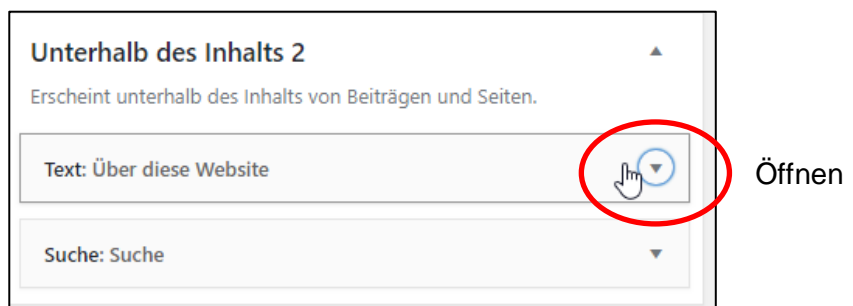 Unterhalb des Inhalts 2
Erscheint unterhalb des Inhalts von Beiträgen und Seiten.
Text: Über diese Website
Öffnen
Suche: Suche